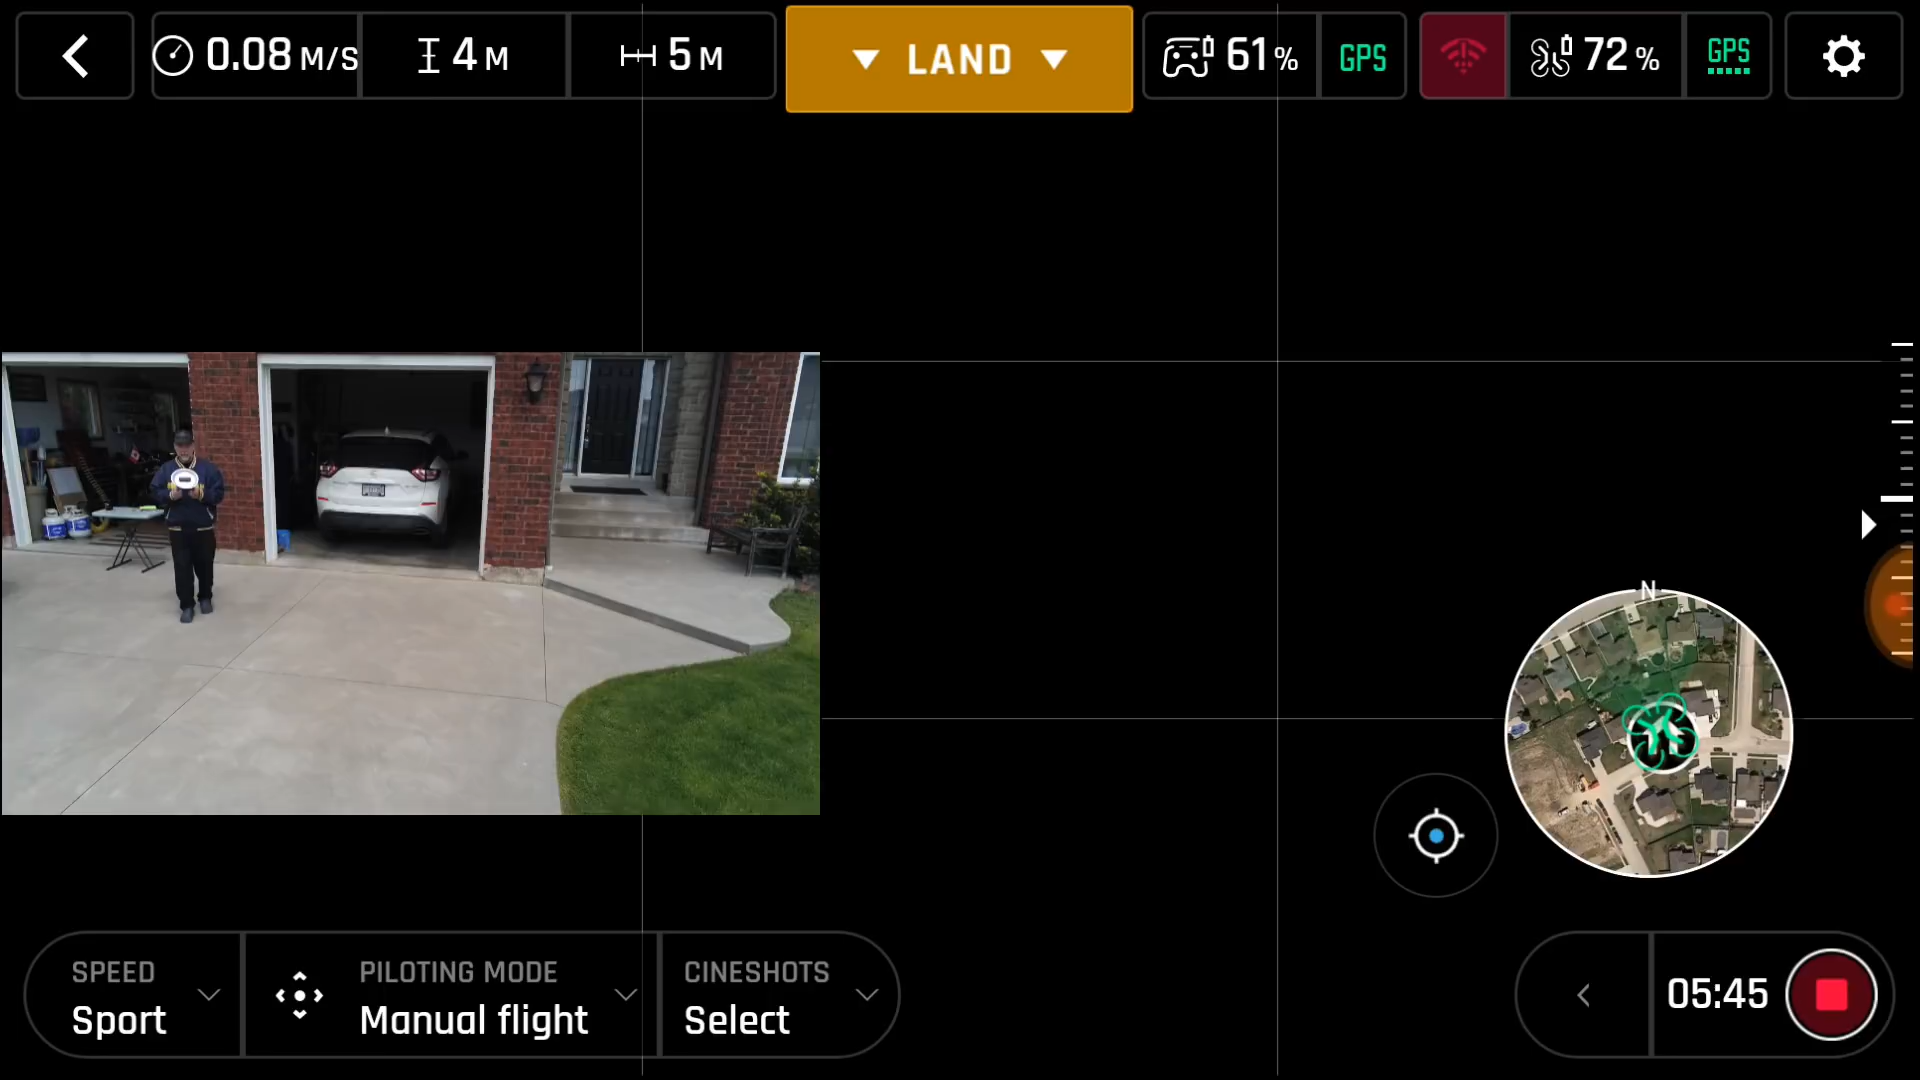 0.08 M/S
4 M
5 M
LAND
61 %
GPS
72 %
GPS
N
SPEED
Sport
PILOTING MODE
Manual flight
CINESHOTS
Select
05:45